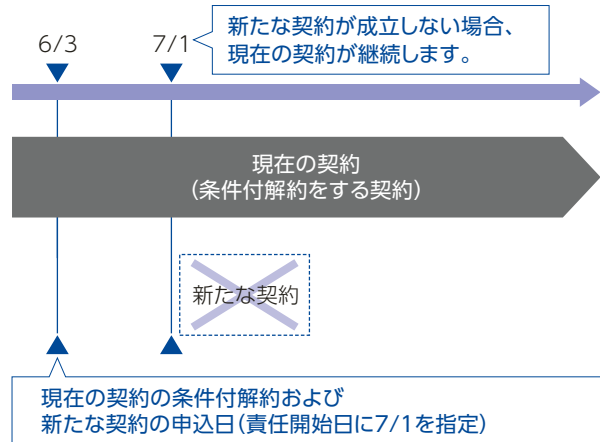 6/3
7/1
新たな契約が成立しない場合、
現在の契約が継続します。
現在の契約
(条件付解約をする契約)
新たな契約
現在の契約の条件付解約および
新たな契約の申込日(責任開始日に7/1を指定)